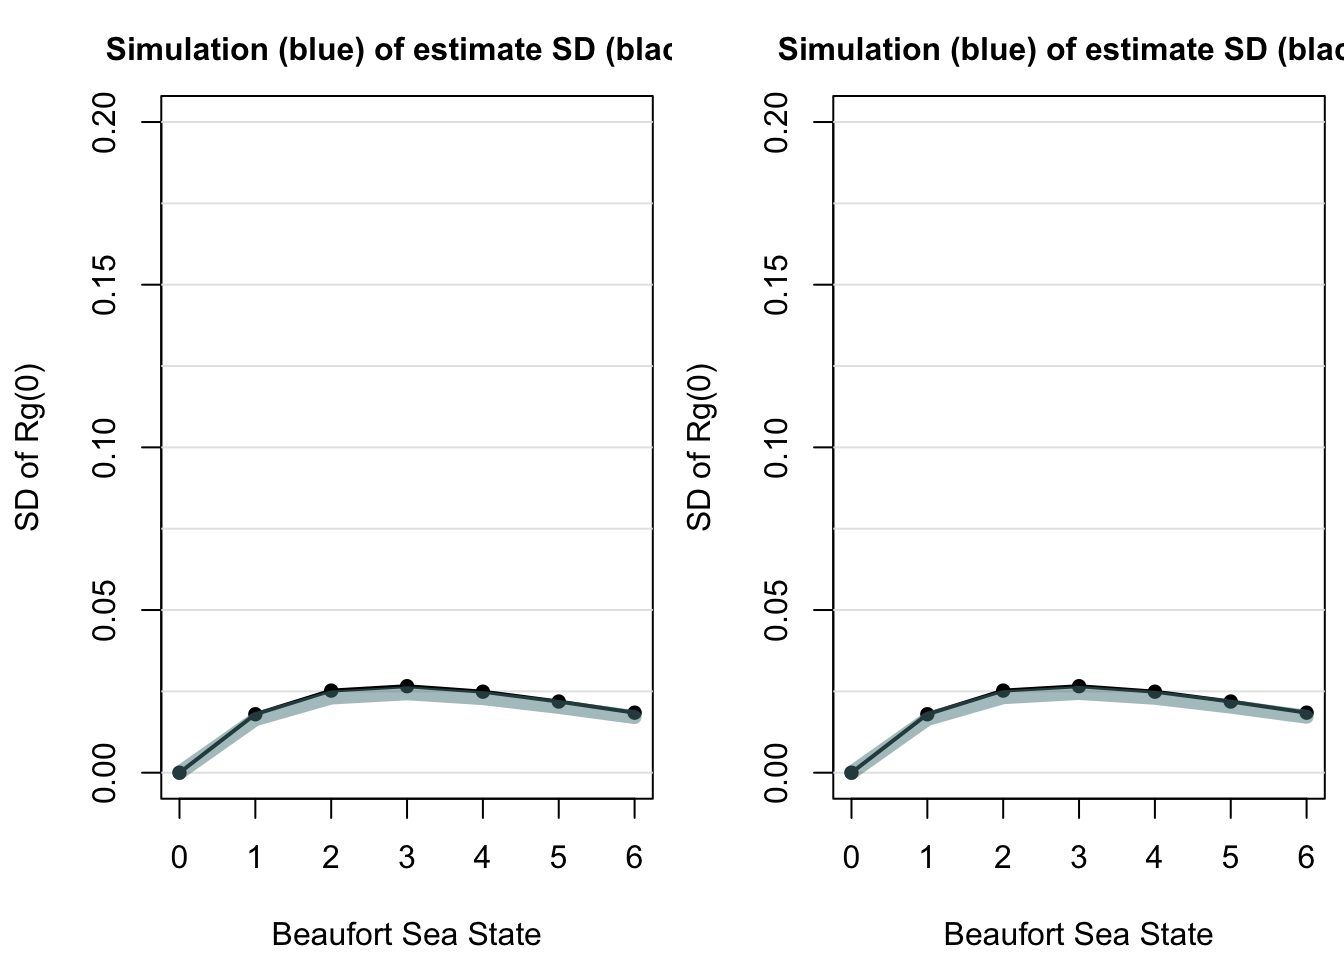 Simulation (blue) of estimate SD (blac
0.20
0.15
0.10
0.05
0.00
SD of Rg(0)
0 1 2 3 4 5 6
Beaufort Sea State
Simulation (blue) of estimate SD (blac
0.20
0.15
0.10
0.05
0.00
SD of Rg(0)
0 1 2 3 4 5 6
Beaufort Sea State